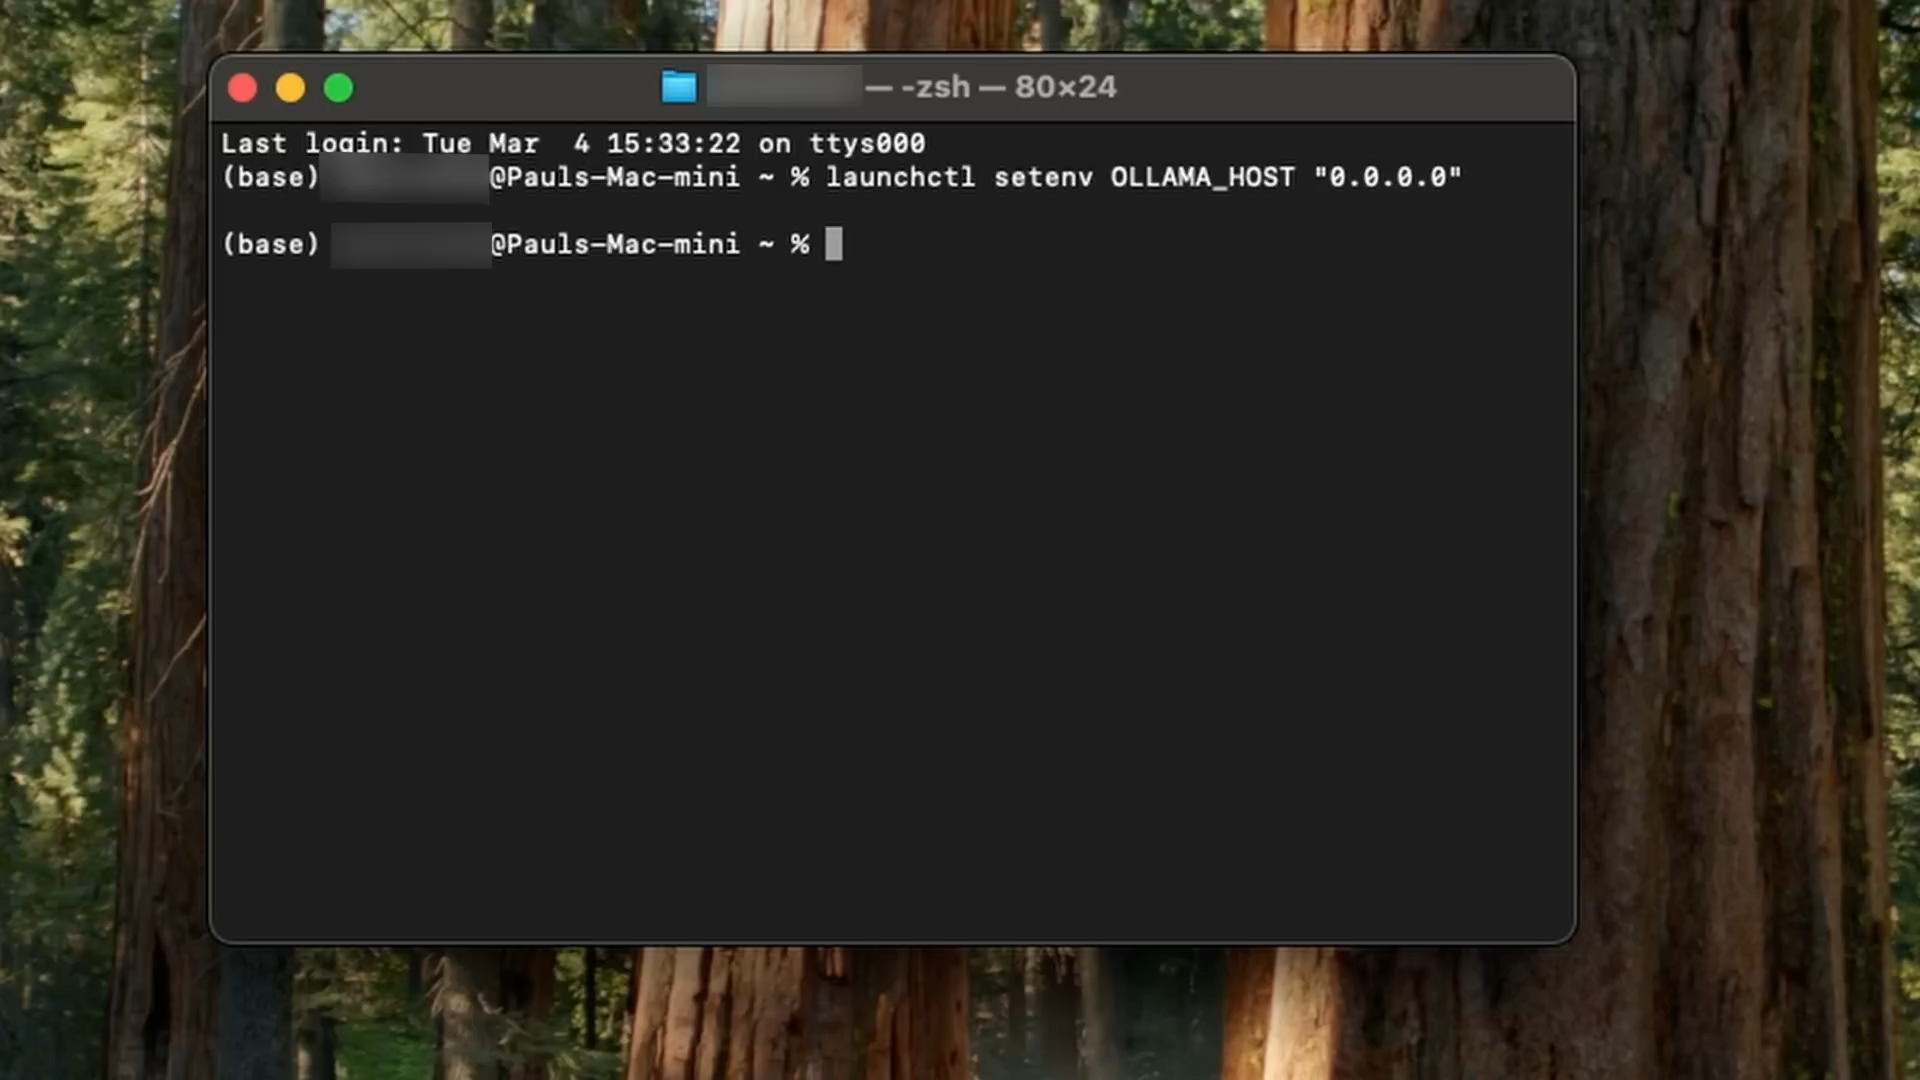 — -zsh — 80×24
Last login: Tue Mar  4 15:33:22 on ttys000
(base) @Pauls-Mac-mini ~ % launchctl setenv OLLAMA_HOST "0.0.0.0"
(base) @Pauls-Mac-mini ~ %